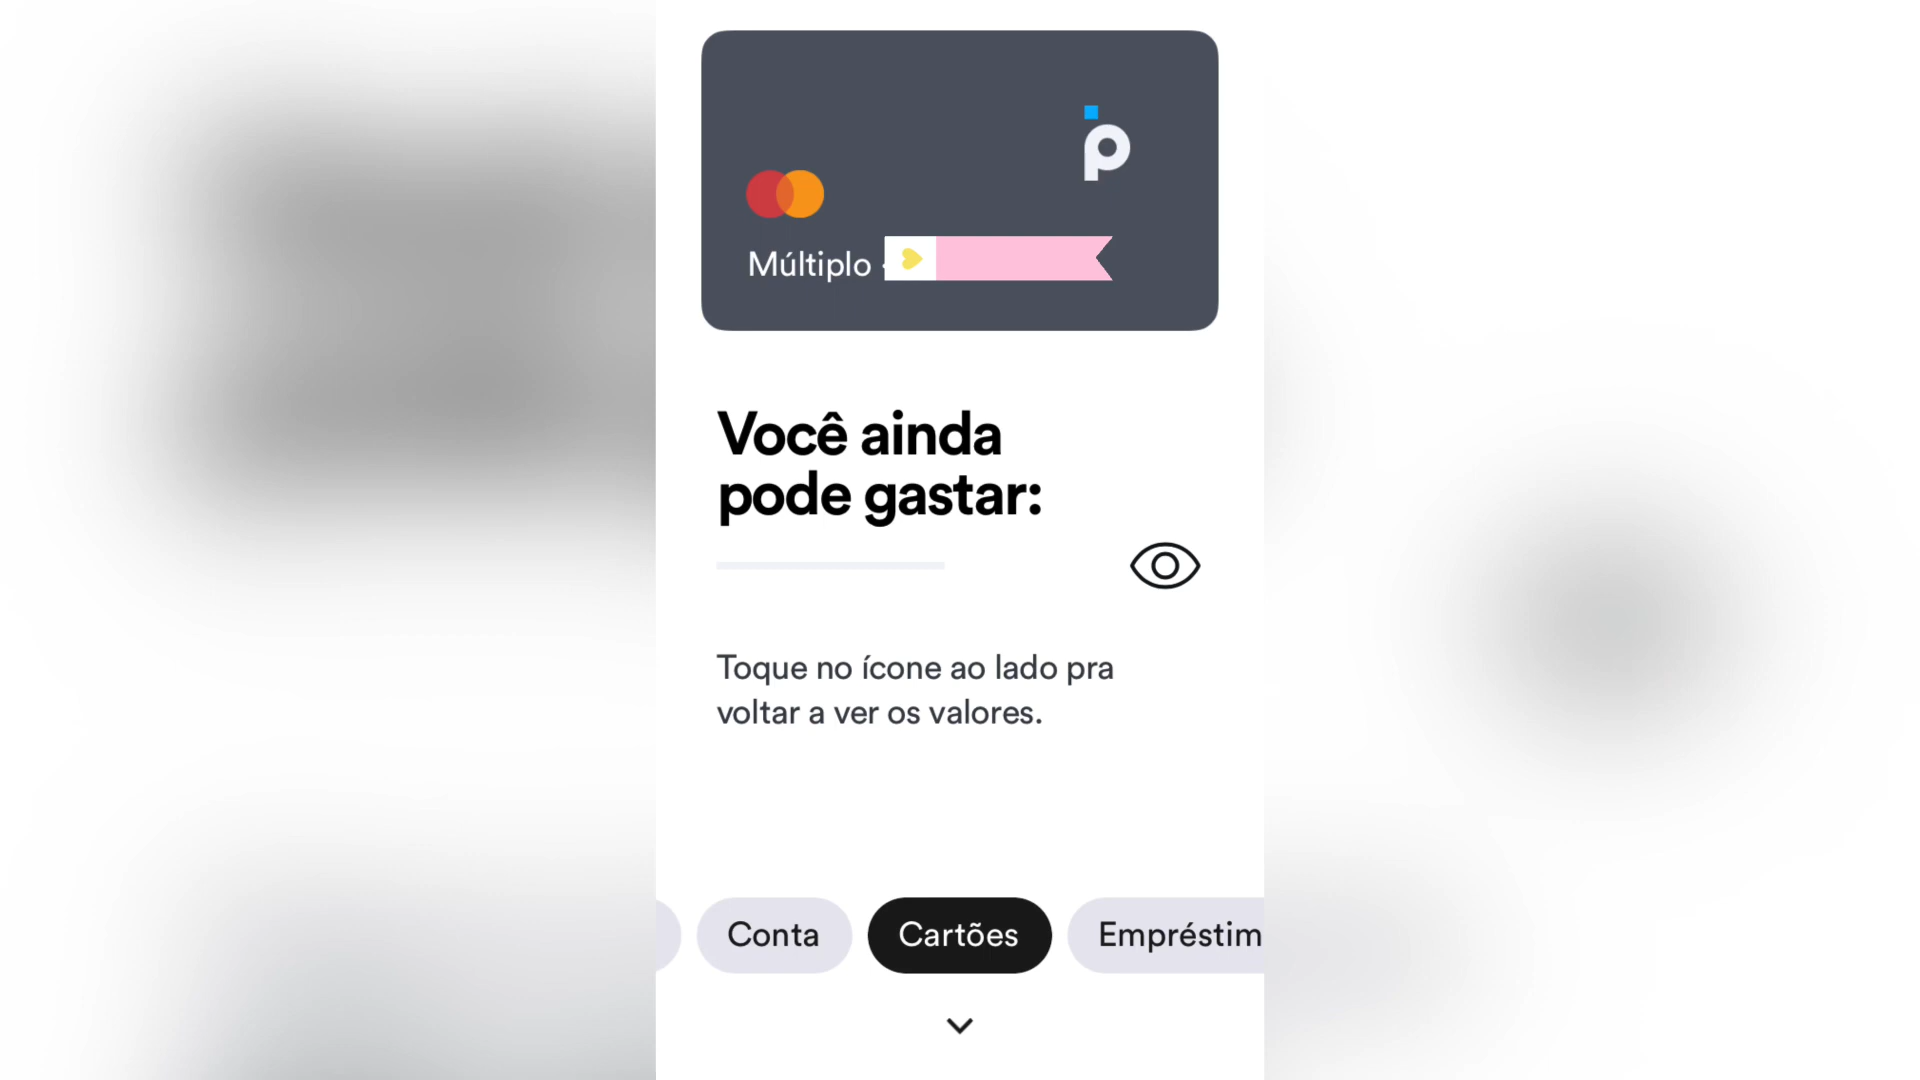 Múltiplo
Você ainda
pode gastar:
Toque no ícone ao lado pra
voltar a ver os valores.
Conta
Cartões
Empréstim